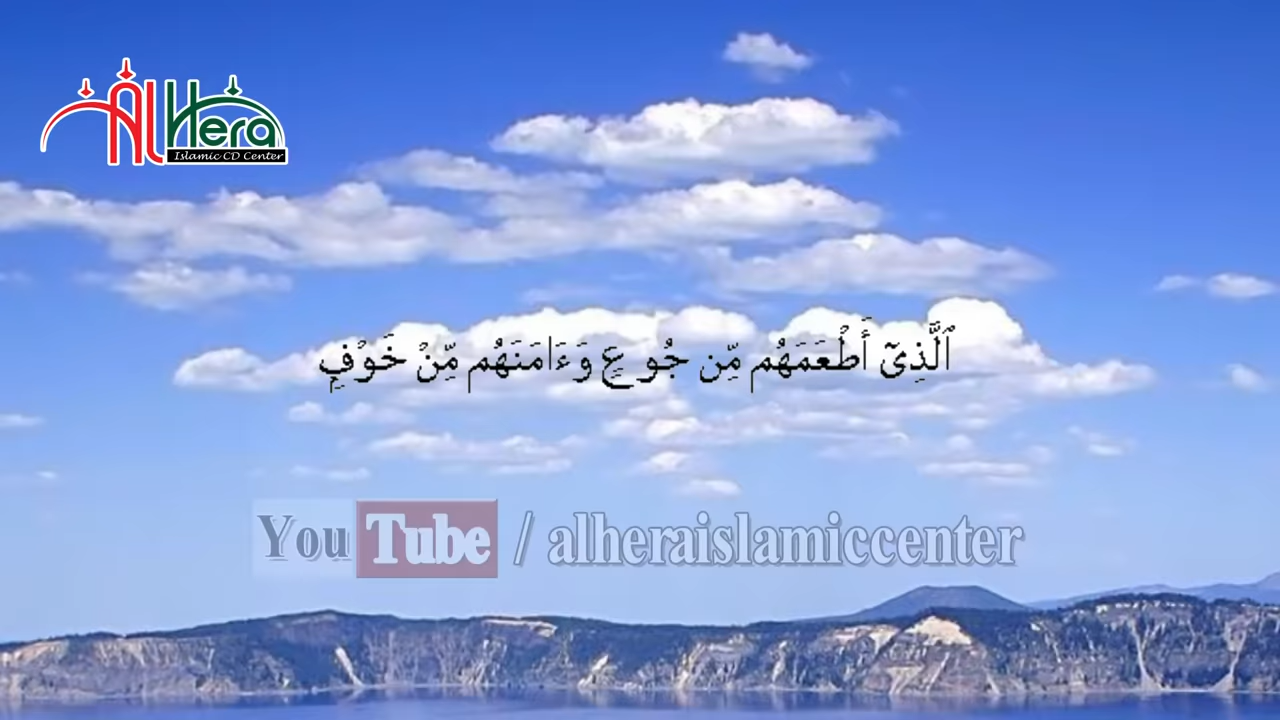 AlHera
Islamic CD Center
ٱلَّذِىٓ أَطْعَمَهُم مِّن جُوعٍ وَءَامَنَهُم مِّنْ خَوْفٍۭ
YouTube / alheraislamiccenter